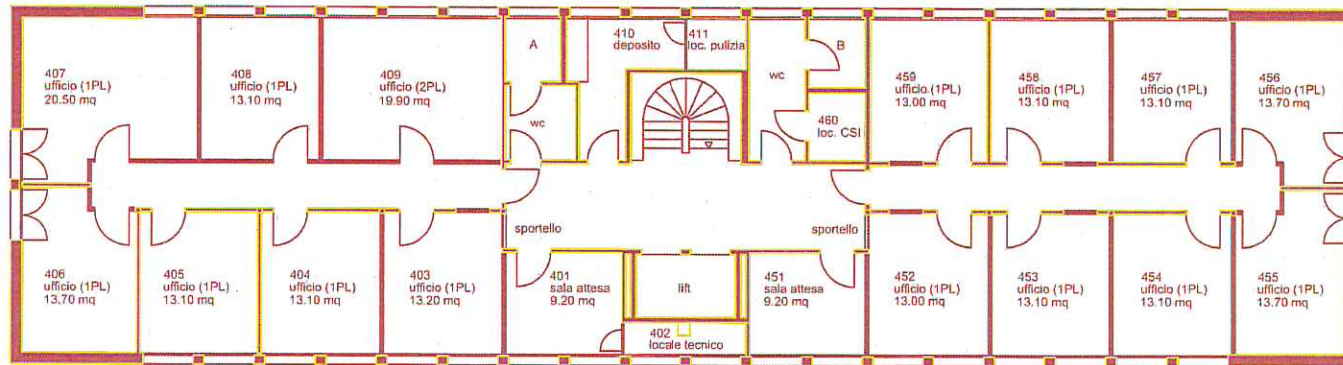 407
ufficio (1PL)
20.50 mq
408
ufficio (1PL)
13.10 mq
409
ufficio (2PL)
19.90 mq
A
wc
410
deposito
411
loc. pulizia
wc
B
460
loc. CSI
459
ufficio (1PL)
13.00 mq
458
ufficio (1PL)
13.10 mq
457
ufficio (1PL)
13.10 mq
456
ufficio (1PL)
13.70 mq
sportello
sportello
406
ufficio (1PL)
13.70 mq
405
ufficio (1PL)
13.10 mq
404
ufficio (1PL)
13.10 mq
403
ufficio (1PL)
13.20 mq
401
sala attesa
9.20 mq
lift
402
locale tecnico
451
sala attesa
9.20 mq
452
ufficio (1PL)
13.00 mq
453
ufficio (1PL)
13.10 mq
454
ufficio (1PL)
13.10 mq
455
ufficio (1PL)
13.70 mq